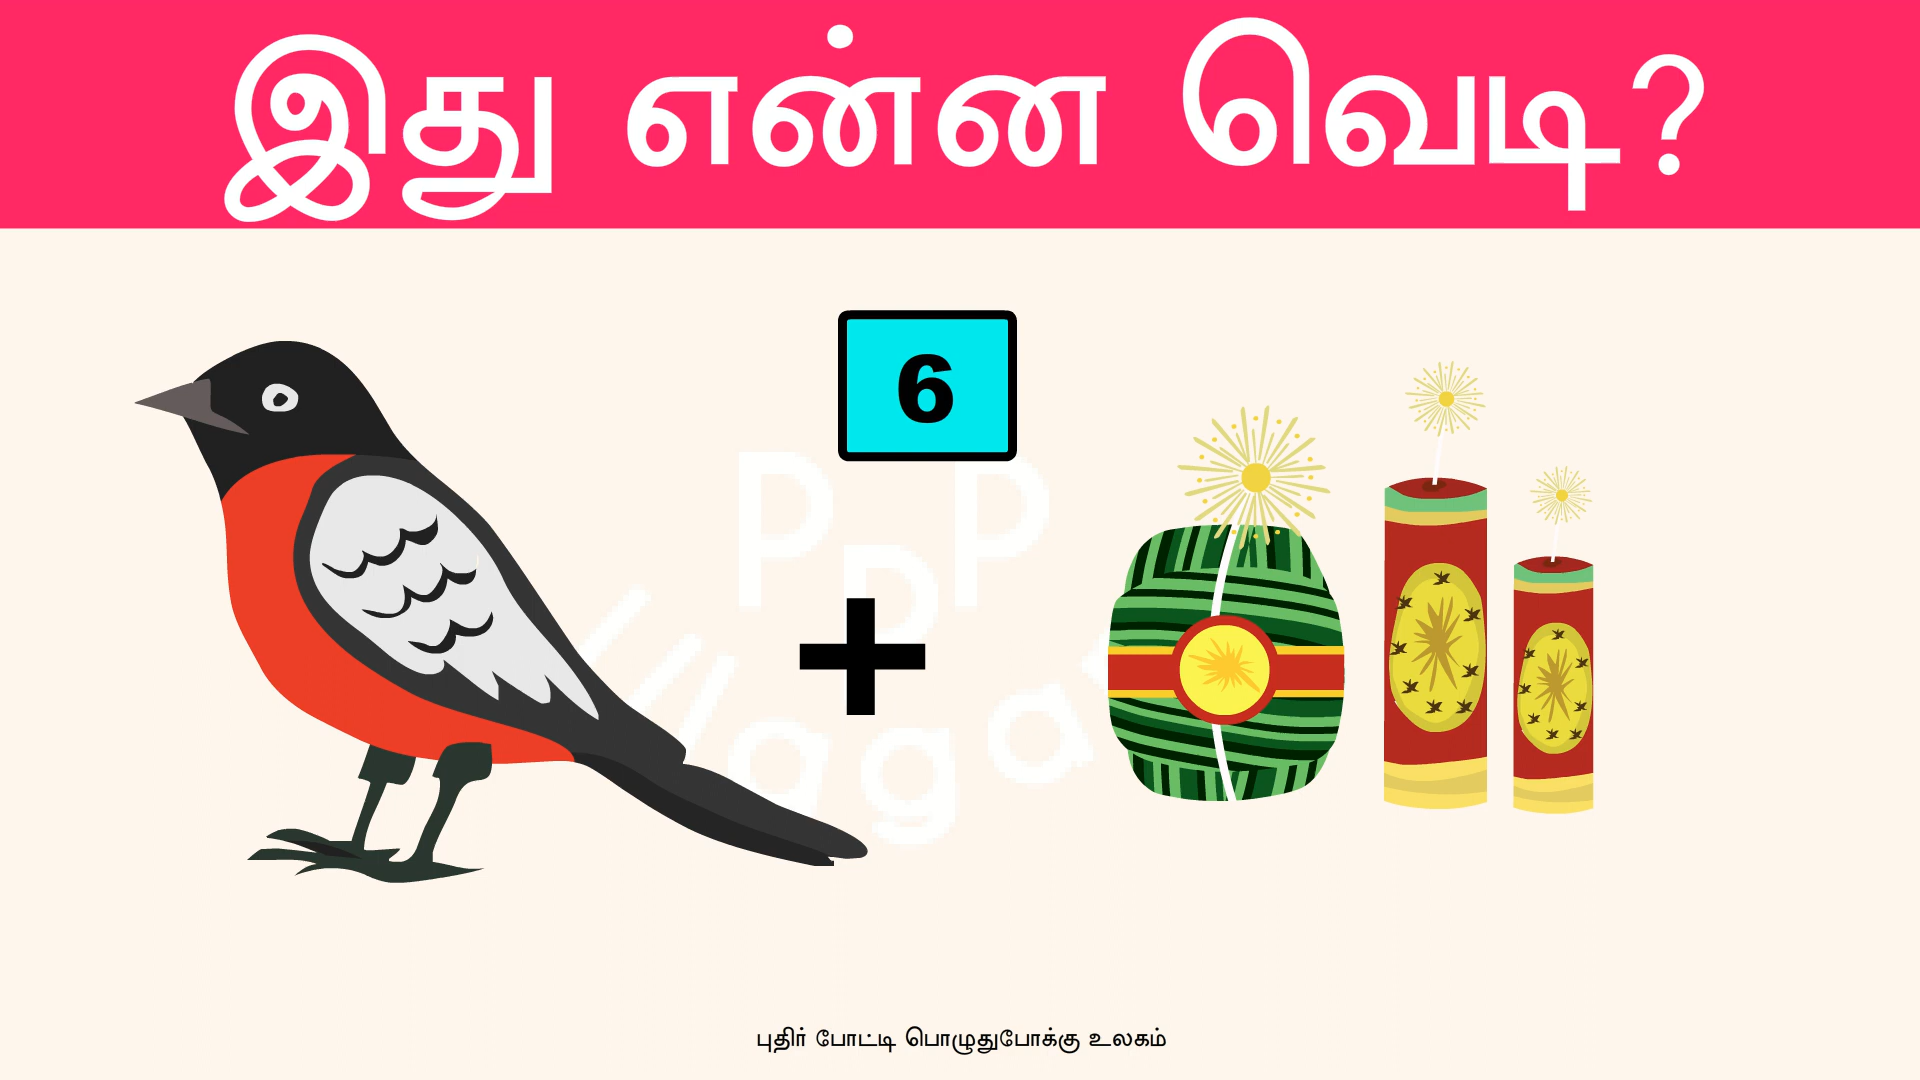 இது என்ன வெடி?
6
+
புதிர் போட்டி பொழுதுபோக்கு உலகம்